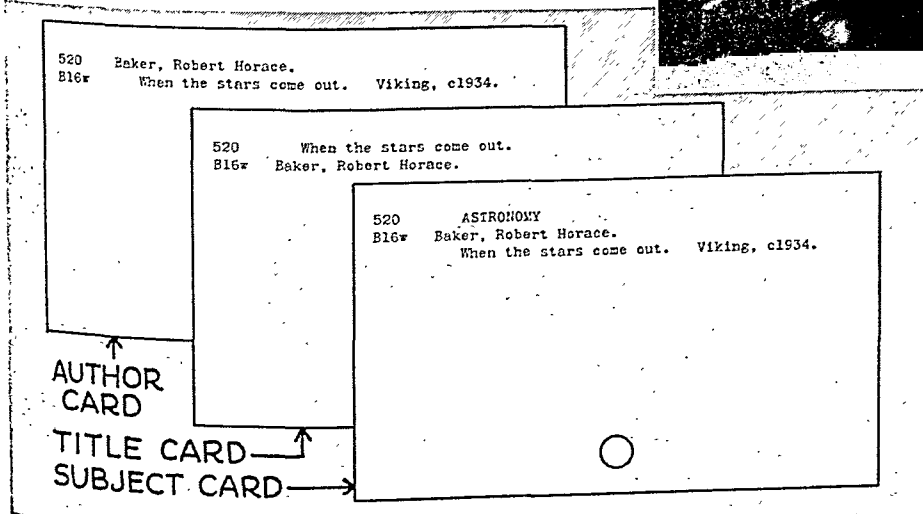 520 Baker, Robert Horace.
B16w When the stars come out. Viking, c1934.
520 When the stars come out.
B16w Baker, Robert Horace.
520 ASTRONOMY
B16w Baker, Robert Horace.
When the stars come out. Viking, c1934.
AUTHOR
CARD
TITLE CARD
SUBJECT CARD